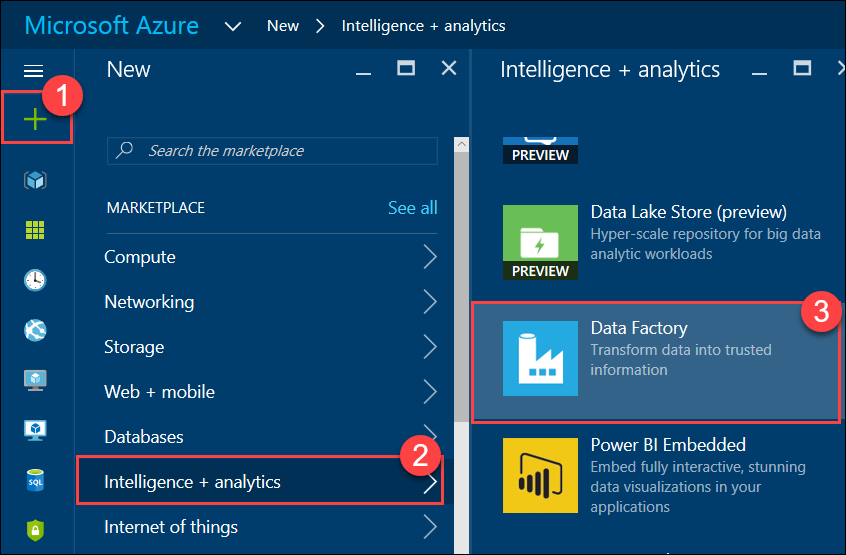 Microsoft Azure New > Intelligence + analytics
1
New
Search the marketplace
MARKETPLACE See all
Compute
Networking
Storage
Web + mobile
Databases
2
Intelligence + analytics
Internet of things
SQL
Intelligence + analytics
PREVIEW
Data Lake Store (preview)
Hyper-scale repository for big data
analytic workloads
PREVIEW
3
Data Factory
Transform data into trusted
information
Power BI Embedded
Embed fully interactive, stunning
data visualizations in your
applications